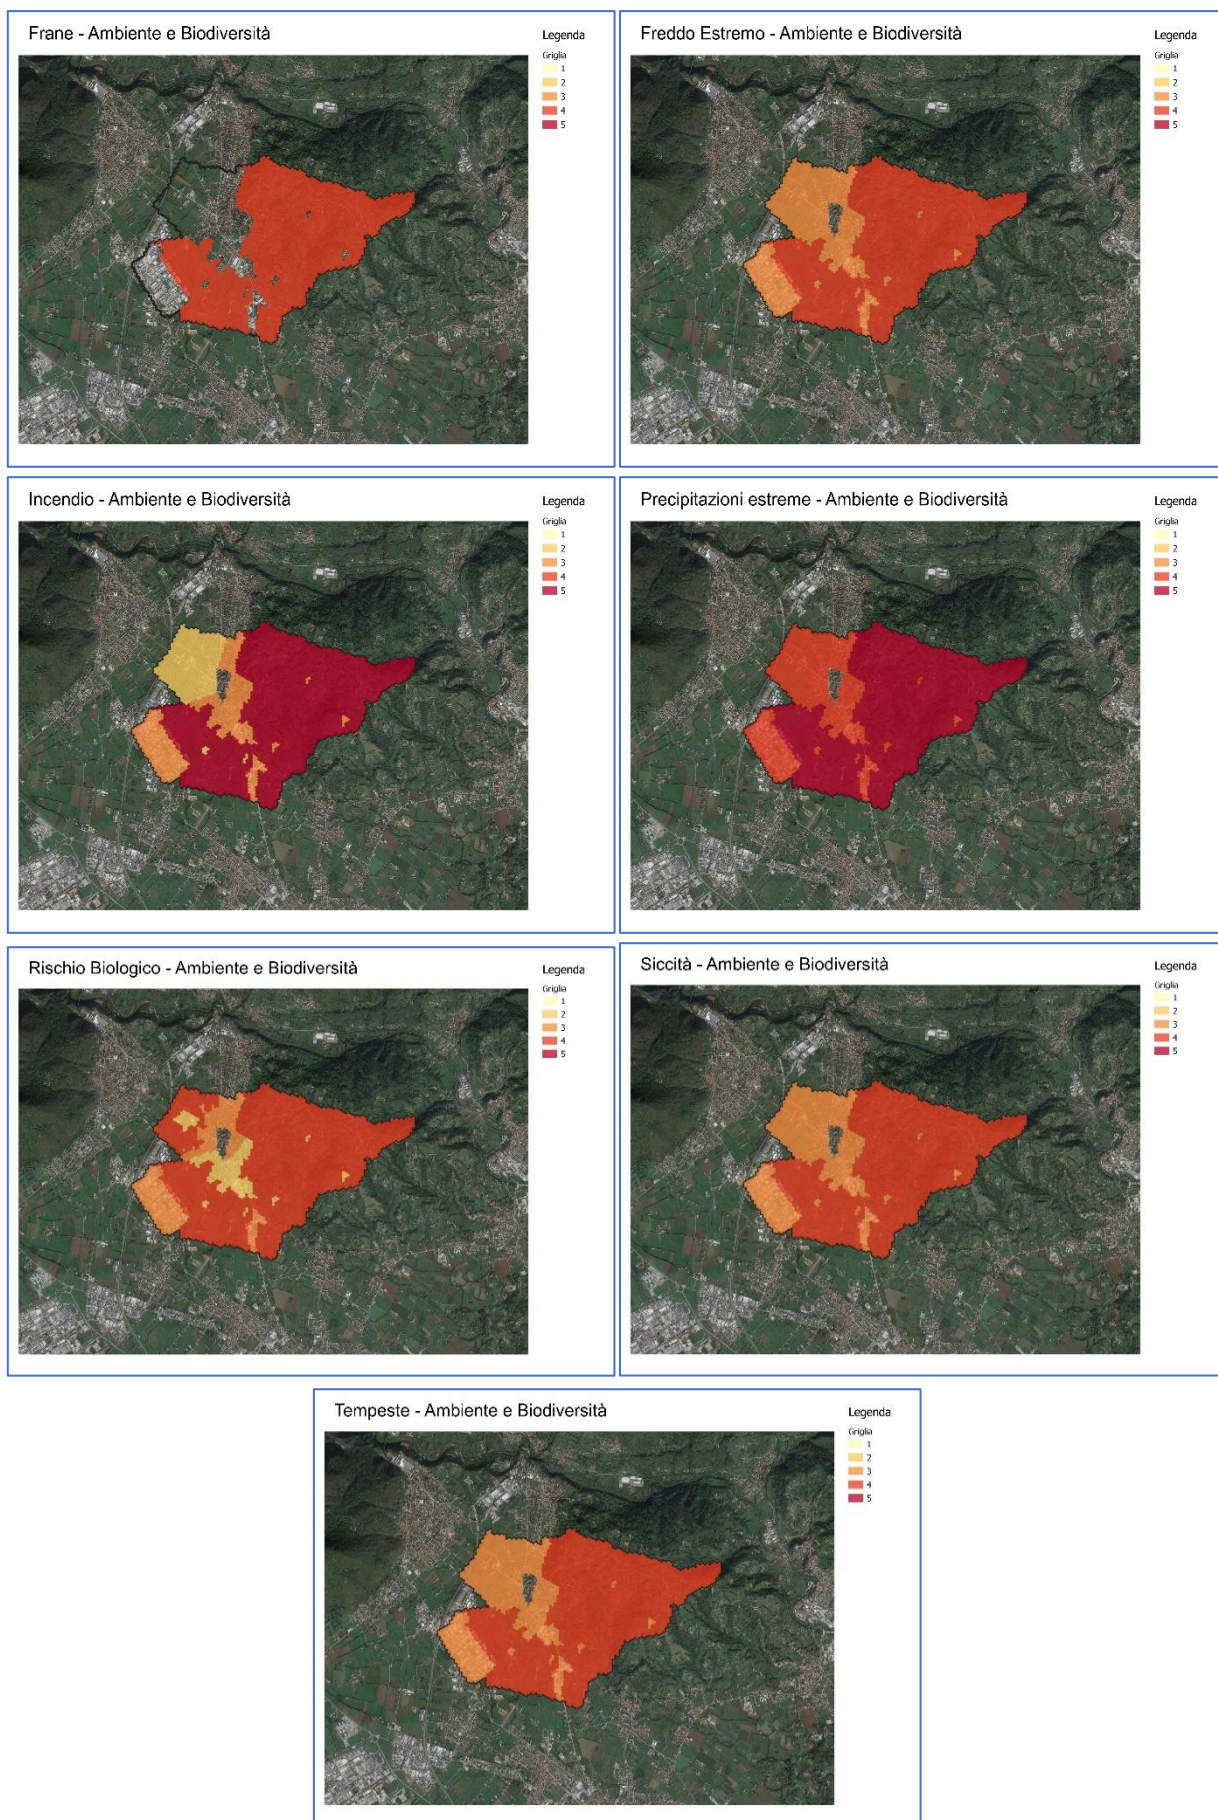 Frane - Ambiente e Biodiversità
Legenda
Griglia
1
2
3
4
5
Freddo Estremo - Ambiente e Biodiversità
Legenda
Griglia
1
2
3
4
5
Incendio - Ambiente e Biodiversità
Legenda
Griglia
1
2
3
4
5
Precipitazioni estreme - Ambiente e Biodiversità
Legenda
Griglia
1
2
3
4
5
Rischio Biologico - Ambiente e Biodiversità
Legenda
Griglia
1
2
3
4
5
Siccità - Ambiente e Biodiversità
Legenda
Griglia
1
2
3
4
5
Tempeste - Ambiente e Biodiversità
Legenda
Griglia
1
2
3
4
5